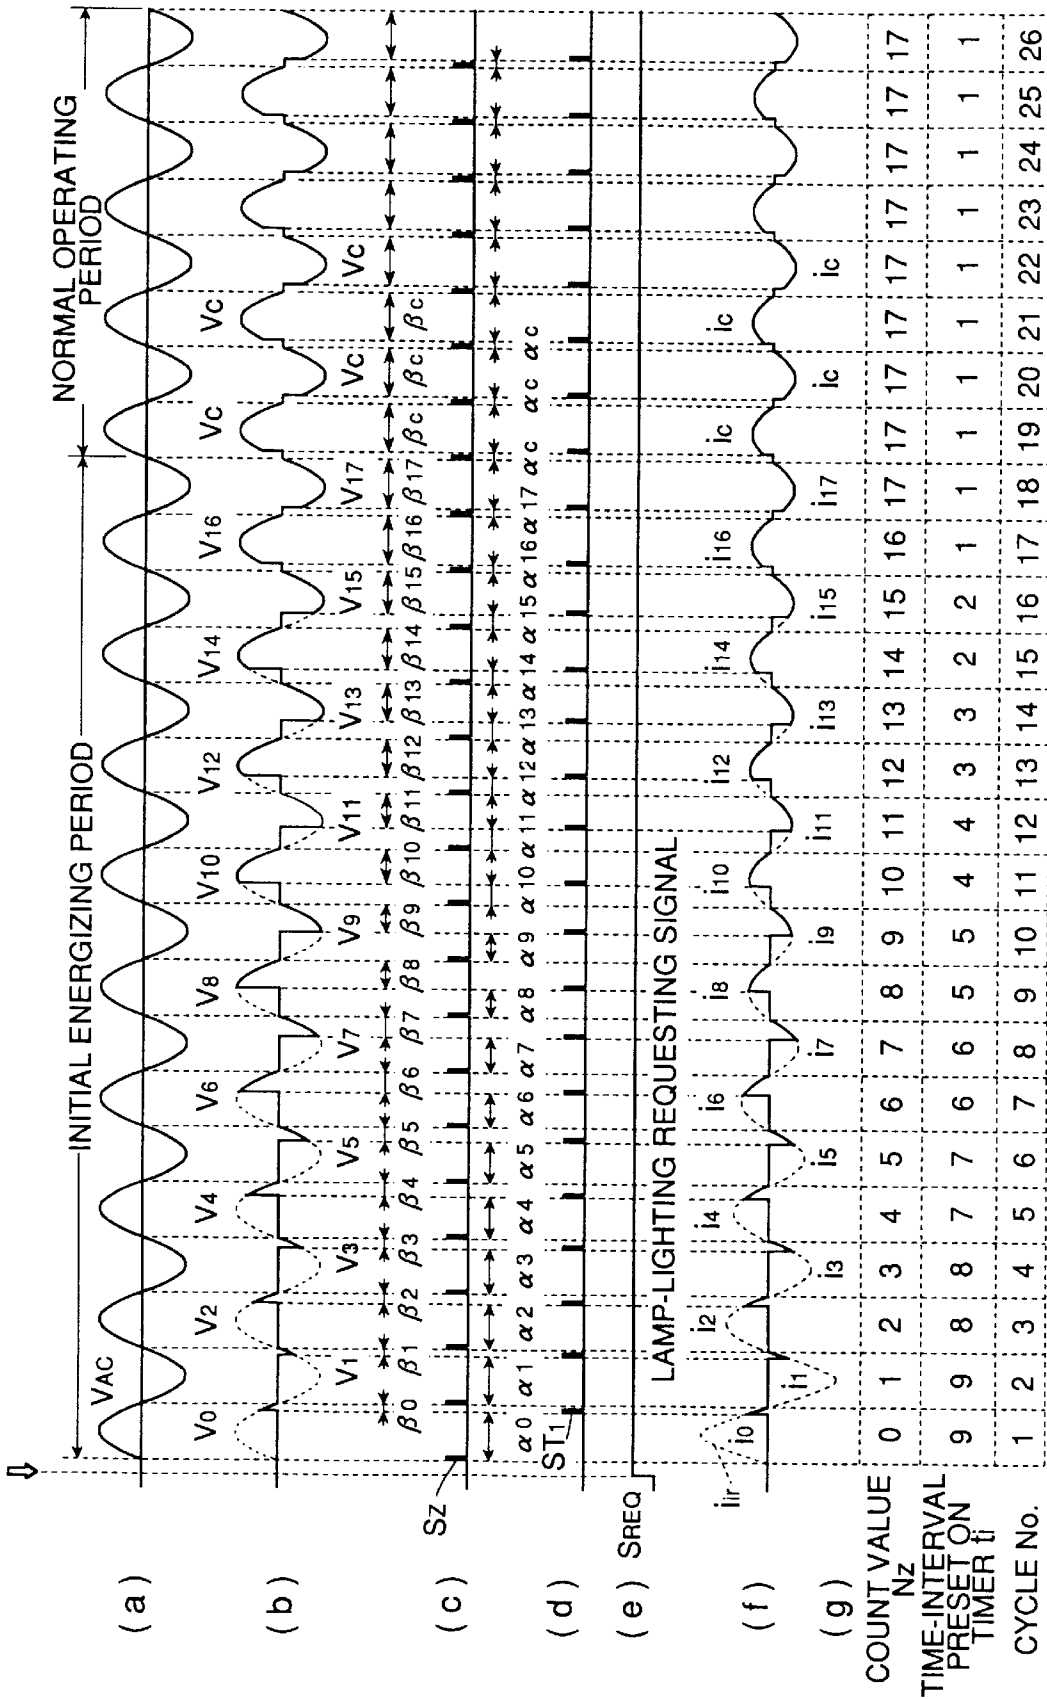 INITIAL ENERGIZING PERIOD
NORMAL OPERATING
PERIOD
(a)
VAC
(b)
V0 V1 V2 V3 V4 V5 V6 V7 V8 V9 V10 V11 V12 V13 V14 V15 V16 V17 Vc Vc Vc Vc
β0 β1 β2 β3 β4 β5 β6 β7 β8 β9 β10 β11 β12 β13 β14 β15 β16 β17 βc βc βc
(c)
SZ
α0 α1 α2 α3 α4 α5 α6 α7 α8 α9 α10 α11 α12 α13 α14 α15 α16 α17 αc αc αc
(d)
ST1
(e)
SREQ
LAMP-LIGHTING REQUESTING SIGNAL
(f)
iir
i0 i1 i2 i3 i4 i5 i6 i7 i8 i9 i10 i11 i12 i13 i14 i15 i16 i17 ic ic ic ic
(g)
COUNT VALUE
NZ
0 1 2 3 4 5 6 7 8 9 10 11 12 13 14 15 16 17 17 17 17 17 17 17 17 17
TIME-INTERVAL
PRESET ON
TIMER ti
9 9 8 8 7 7 6 6 5 5 4 4 3 3 2 2 1 1 1 1 1 1 1 1 1 1
CYCLE No.
1 2 3 4 5 6 7 8 9 10 11 12 13 14 15 16 17 18 19 20 21 22 23 24 25 26